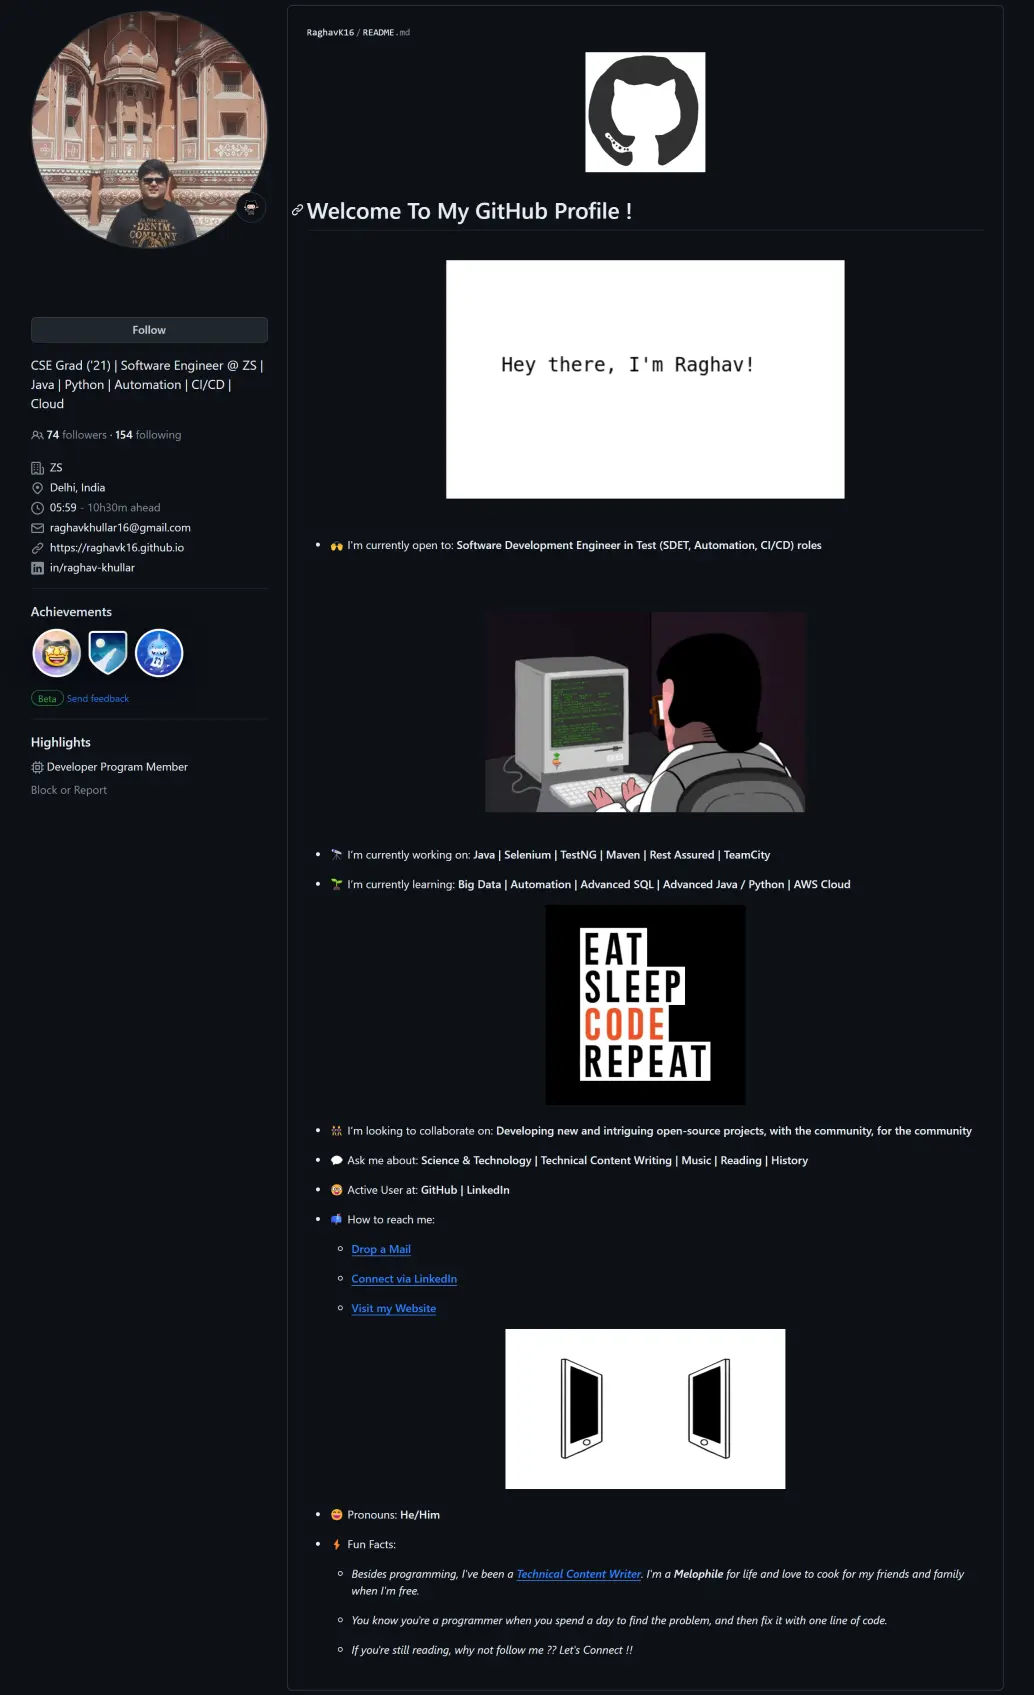 DENIM
COMPANY
Follow
CSE Grad ('21) | Software Engineer @ ZS |
Java | Python | Automation | CI/CD |
Cloud
74 followers · 154 following
ZS
Delhi, India
05:59 - 10h30m ahead
raghavkhullar16@gmail.com
https://raghavk16.github.io
in/raghav-khullar
Achievements
Beta Send feedback
Highlights
Developer Program Member
Block or Report
RaghavK16 / README.md
Welcome To My GitHub Profile !
Hey there, I'm Raghav!
I'm currently open to: Software Development Engineer in Test (SDET, Automation, CI/CD) roles
I'm currently working on: Java | Selenium | TestNG | Maven | Rest Assured | TeamCity
I'm currently learning: Big Data | Automation | Advanced SQL | Advanced Java / Python | AWS Cloud
EAT
SLEEP
CODE
REPEAT
I'm looking to collaborate on: Developing new and intriguing open-source projects, with the community, for the community
Ask me about: Science & Technology | Technical Content Writing | Music | Reading | History
Active User at: GitHub | LinkedIn
How to reach me:
Drop a Mail
Connect via LinkedIn
Visit my Website
Pronouns: He/Him
Fun Facts:
Besides programming, I've been a Technical Content Writer. I'm a Melophile for life and love to cook for my friends and family
when I'm free.
You know you're a programmer when you spend a day to find the problem, and then fix it with one line of code.
If you're still reading, why not follow me ?? Let's Connect !!